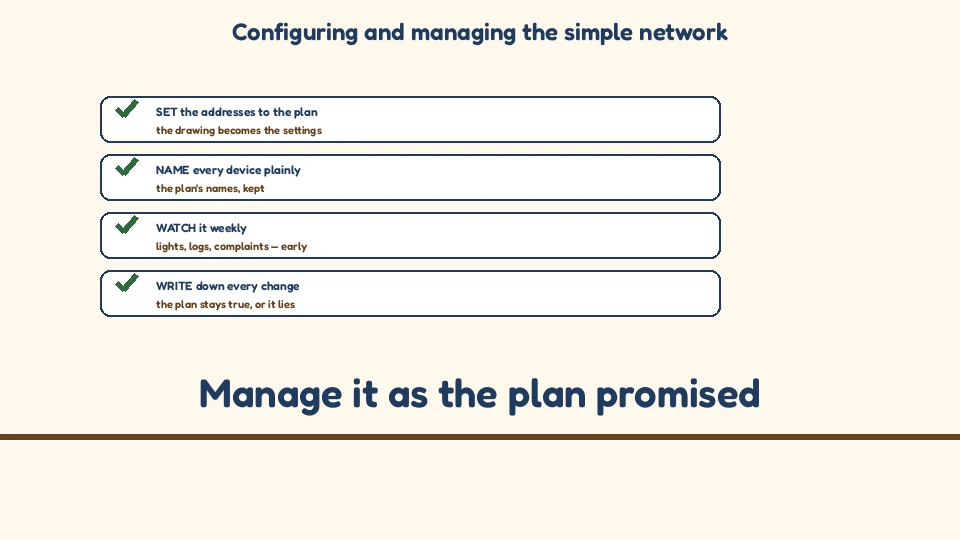 Configuring and managing the simple network
SET the addresses to the plan
the drawing becomes the settings
NAME every device plainly
the plan's names, kept
WATCH it weekly
lights, logs, complaints — early
WRITE down every change
the plan stays true, or it lies
Manage it as the plan promised